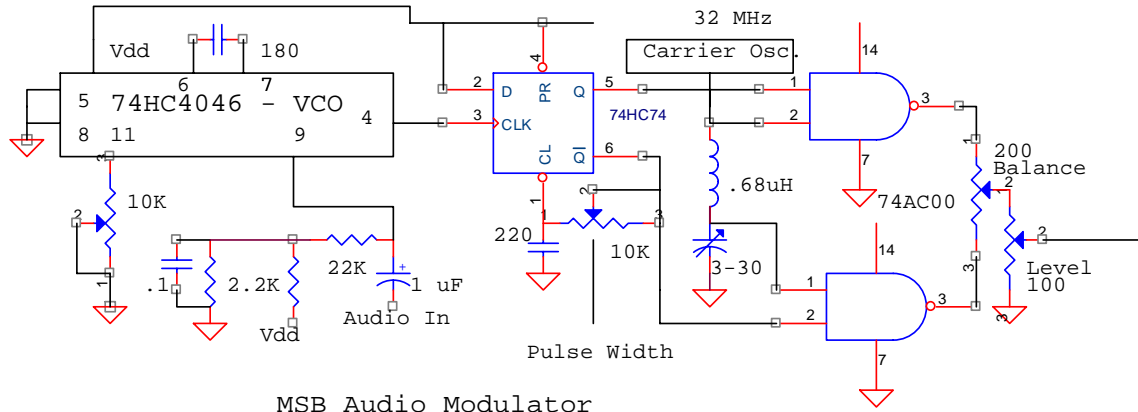 32 MHz
Vdd
180
Carrier Osc.
14
6 7
5 74HC4046 - VCO 4
8 11 9
2 D PR Q 5
4
3 CLK
74HC74
CL Q 6
1
1 3
2
7
3
2
10K
1
.1
2.2K
22K
+
1 uF
Vdd
Audio In
220
1 2 3
10K
Pulse Width
.68uH
3-30
1
200
Balance
2
1
74AC00
3
2
Level
100
3
14
1 3
2
7
MSB Audio Modulator